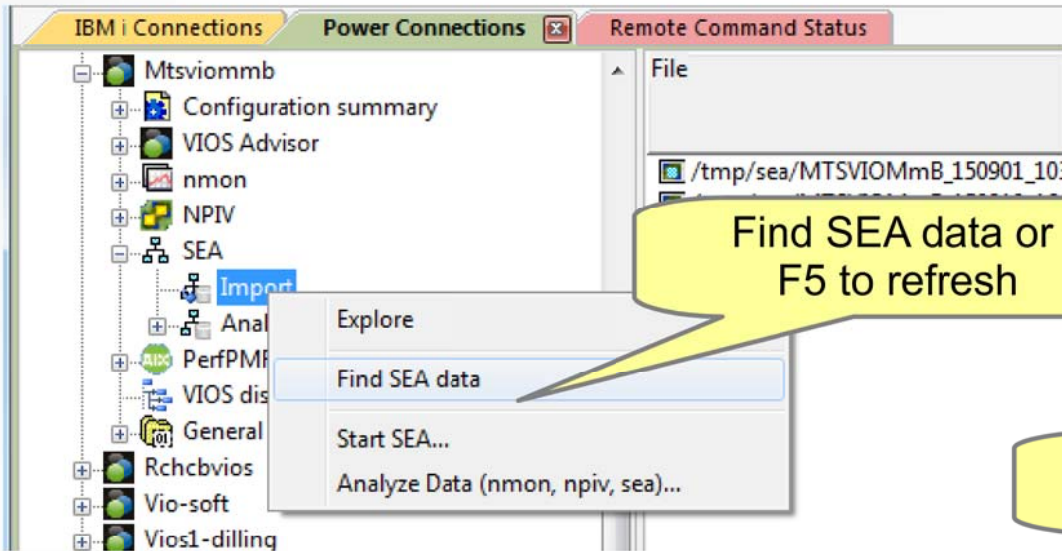 IBM i Connections
Power Connections
Remote Command Status
Mtsviommb
File
Configuration summary
VIOS Advisor
nmon
/tmp/sea/MTSVIOMmB_150901_103
NPIV
SEA
Find SEA data or
F5 to refresh
Import
Anal
Explore
PerfPMR
Find SEA data
VIOS dis
General
Start SEA...
Rchcbvios
Analyze Data (nmon, npiv, sea)...
Vio-soft
Vios1-dilling